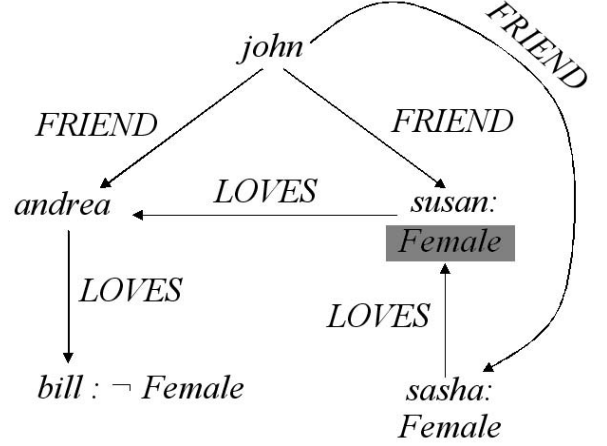 john
FRIEND
FRIEND
FRIEND
andrea
LOVES
susan:
Female
LOVES
LOVES
bill : ¬ Female
sasha:
Female